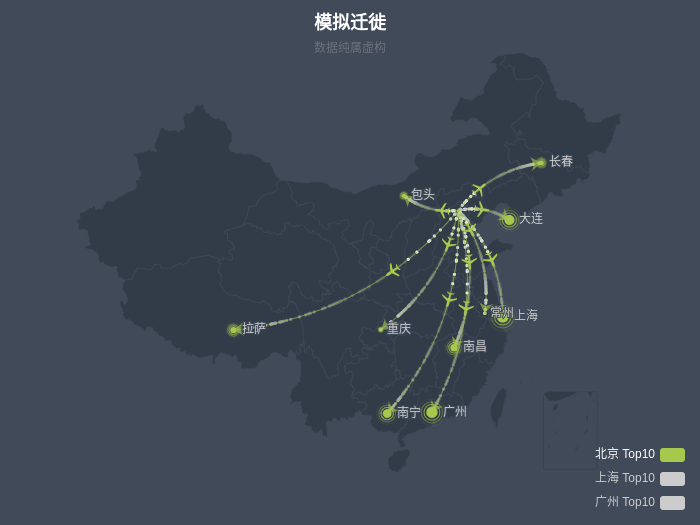 模拟迁徙
数据纯属虚构
长春
包头
大连
常州
上海
拉萨
重庆
南昌
南宁
广州
北京 Top10
上海 Top10
广州 Top10